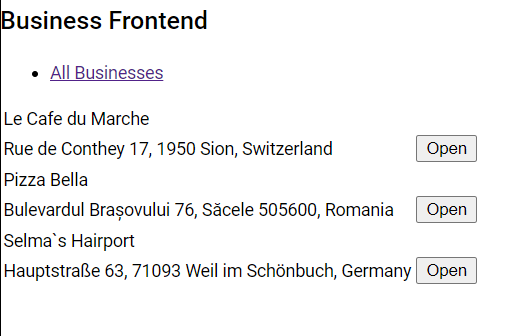 Business Frontend
All Businesses
Le Cafe du Marche
Rue de Conthey 17, 1950 Sion, Switzerland Open
Pizza Bella
Bulevardul Brașovului 76, Săcele 505600, Romania Open
Selma`s Hairport
Hauptstraße 63, 71093 Weil im Schönbuch, Germany Open